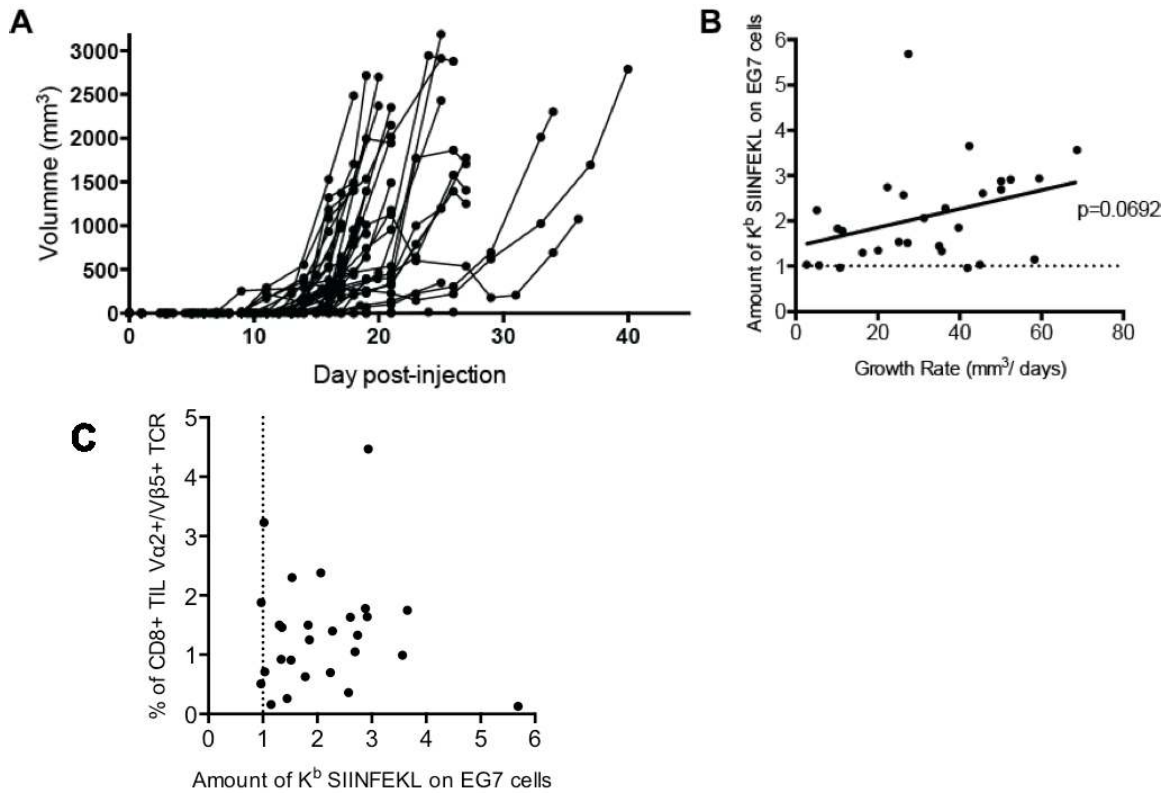 A
Volumme (mm³)
3000
2500
2000
1500
1000
500
0
0 10 20 30 40
Day post-injection
B
Amount of Kᵇ SIINFEKL on EG7 cells
6
5
4
3
2
1
0
p=0.0692
0 20 40 60 80
Growth Rate (mm³/ days)
C
% of CD8+ TIL Vα2+/Vβ5+ TCR
5
4
3
2
1
0
0 1 2 3 4 5 6
Amount of Kᵇ SIINFEKL on EG7 cells